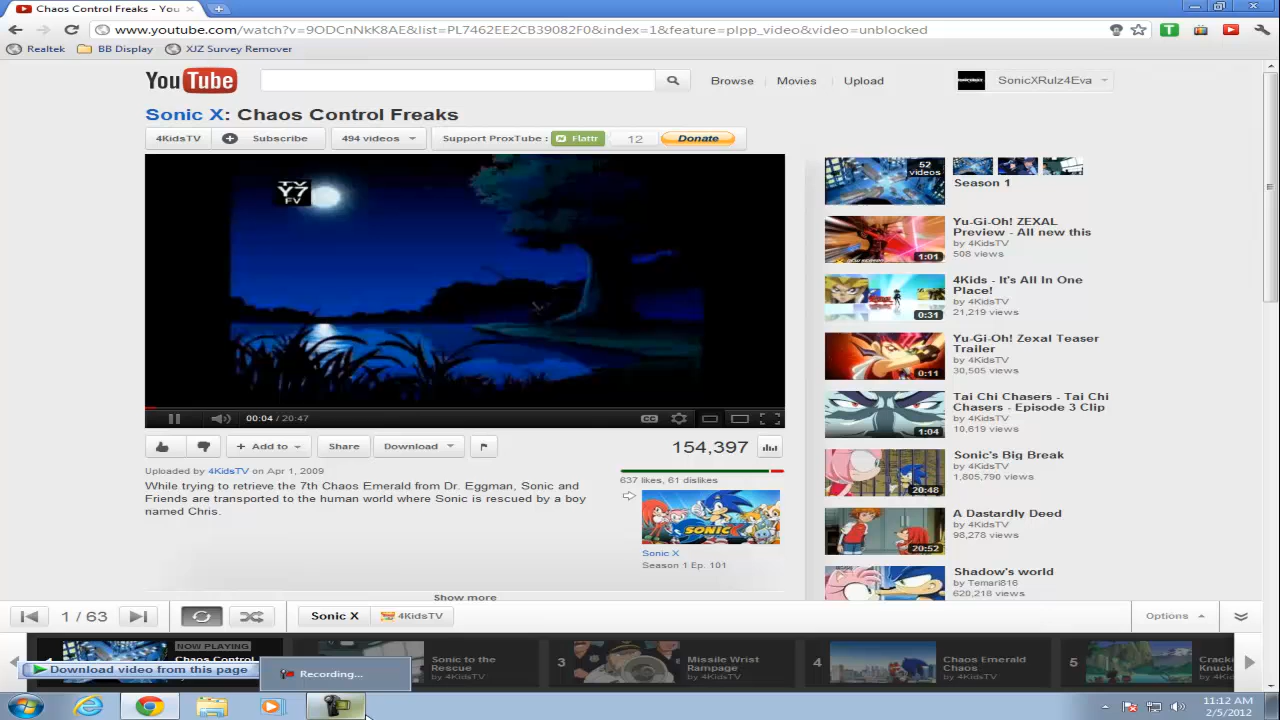 Chaos Control Freaks - You
www.youtube.com/watch?v=9ODCnNkK8AE&list=PL7462EE2CB39082F0&index=1&feature=plpp_video&video=unblocked
Realtek BB Display XJZ Survey Remover
YouTube Browse Movies Upload SonicXRulz4Eva
Sonic X: Chaos Control Freaks
4KidsTV Subscribe 494 videos Support ProxTube : Flattr 12 Donate
TV
Y7
FV
00:04 / 20:47 CC
Add to Share Download 154,397
Uploaded by 4KidsTV on Apr 1, 2009
637 likes, 61 dislikes
While trying to retrieve the 7th Chaos Emerald from Dr. Eggman, Sonic and
Friends are tranported to the human world where Sonic is rescued by a boy
named Chris.
SONIC X
Sonic X
Season 1 Ep. 101
Show more
52
videos
Season 1
Yu-Gi-Oh! ZEXAL
Preview - All new this
by 4KidsTV
508 views
1:01
4Kids - It's All In One
Place!
by 4KidsTV
21,219 views
0:31
Yu-Gi-Oh! Zexal Teaser
Trailer
by 4KidsTV
30,505 views
0:11
Tai Chi Chasers - Tai Chi
Chasers - Episode 3 Clip
by 4KidsTV
10,619 views
1:04
Sonic's Big Break
by 4KidsTV
1,805,790 views
20:48
A Dastardly Deed
by 4KidsTV
98,278 views
20:52
Shadow's world
by Temari816
620,218 views
1 / 63 Sonic X 4KidsTV Options
NOW PLAYING
Chaos Control
Sonic to the
Rescue
by 4KidsTV
3
Missile Wrist
Rampage
by 4KidsTV
4
Chaos Emerald
Chaos
by 4KidsTV
5
Download video from this page
Recording...
11:12 AM
2/5/2012